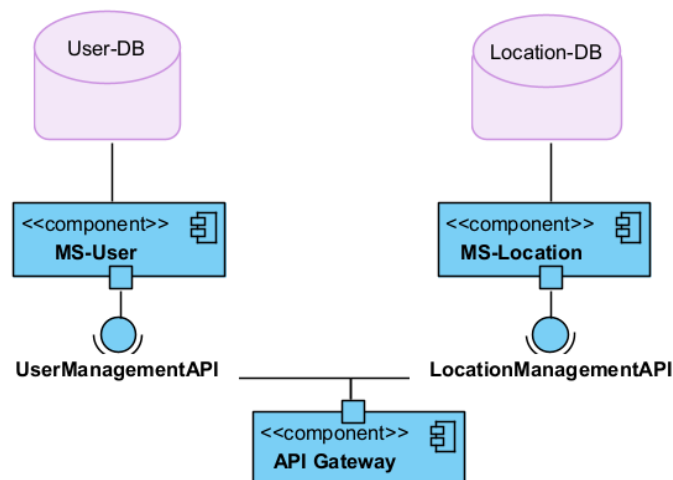 User-DB
Location-DB
<<component>>
MS-User
<<component>>
MS-Location
UserManagementAPI
LocationManagementAPI
<<component>>
API Gateway